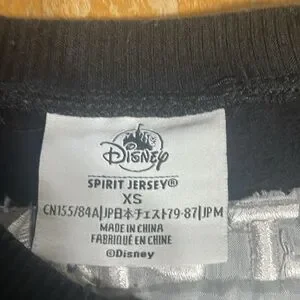 Disney
SPIRIT JERSEY®
XS
CN155/84A|JP日本チェスト79-87|JPM
MADE IN CHINA
FABRIQUÉ EN CHINE
©Disney